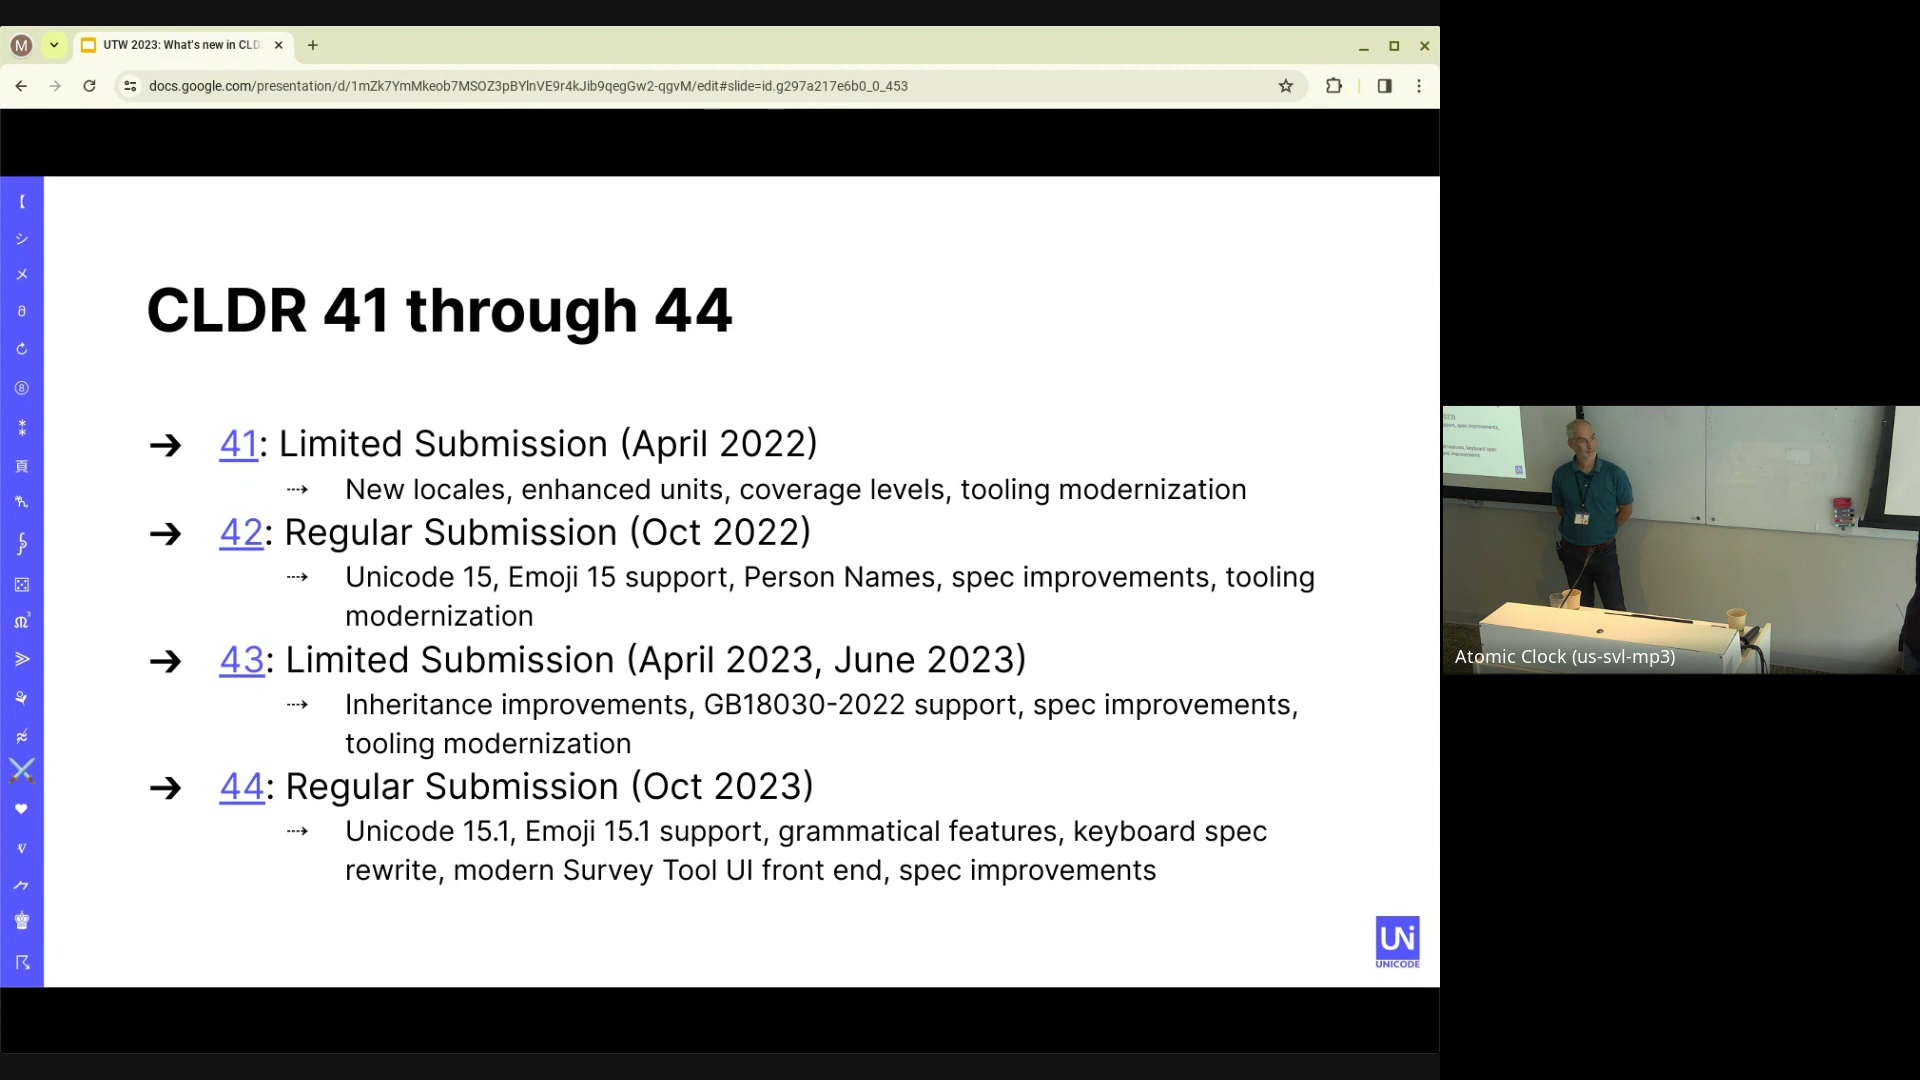 M
UTW 2023: What's new in CLD
docs.google.com/presentation/d/1mZk7YmMkeob7MSOZ3pBYlnVE9r4kJib9qegGw2-qgvM/edit#slide=id.g297a217e6b0_0_453
CLDR 41 through 44
➔ 41: Limited Submission (April 2022)
⤏ New locales, enhanced units, coverage levels, tooling modernization
➔ 42: Regular Submission (Oct 2022)
⤏ Unicode 15, Emoji 15 support, Person Names, spec improvements, tooling
modernization
➔ 43: Limited Submission (April 2023, June 2023)
⤏ Inheritance improvements, GB18030-2022 support, spec improvements,
tooling modernization
➔ 44: Regular Submission (Oct 2023)
⤏ Unicode 15.1, Emoji 15.1 support, grammatical features, keyboard spec
rewrite, modern Survey Tool UI front end, spec improvements
UNi
UNICODE
Atomic Clock (us-svl-mp3)